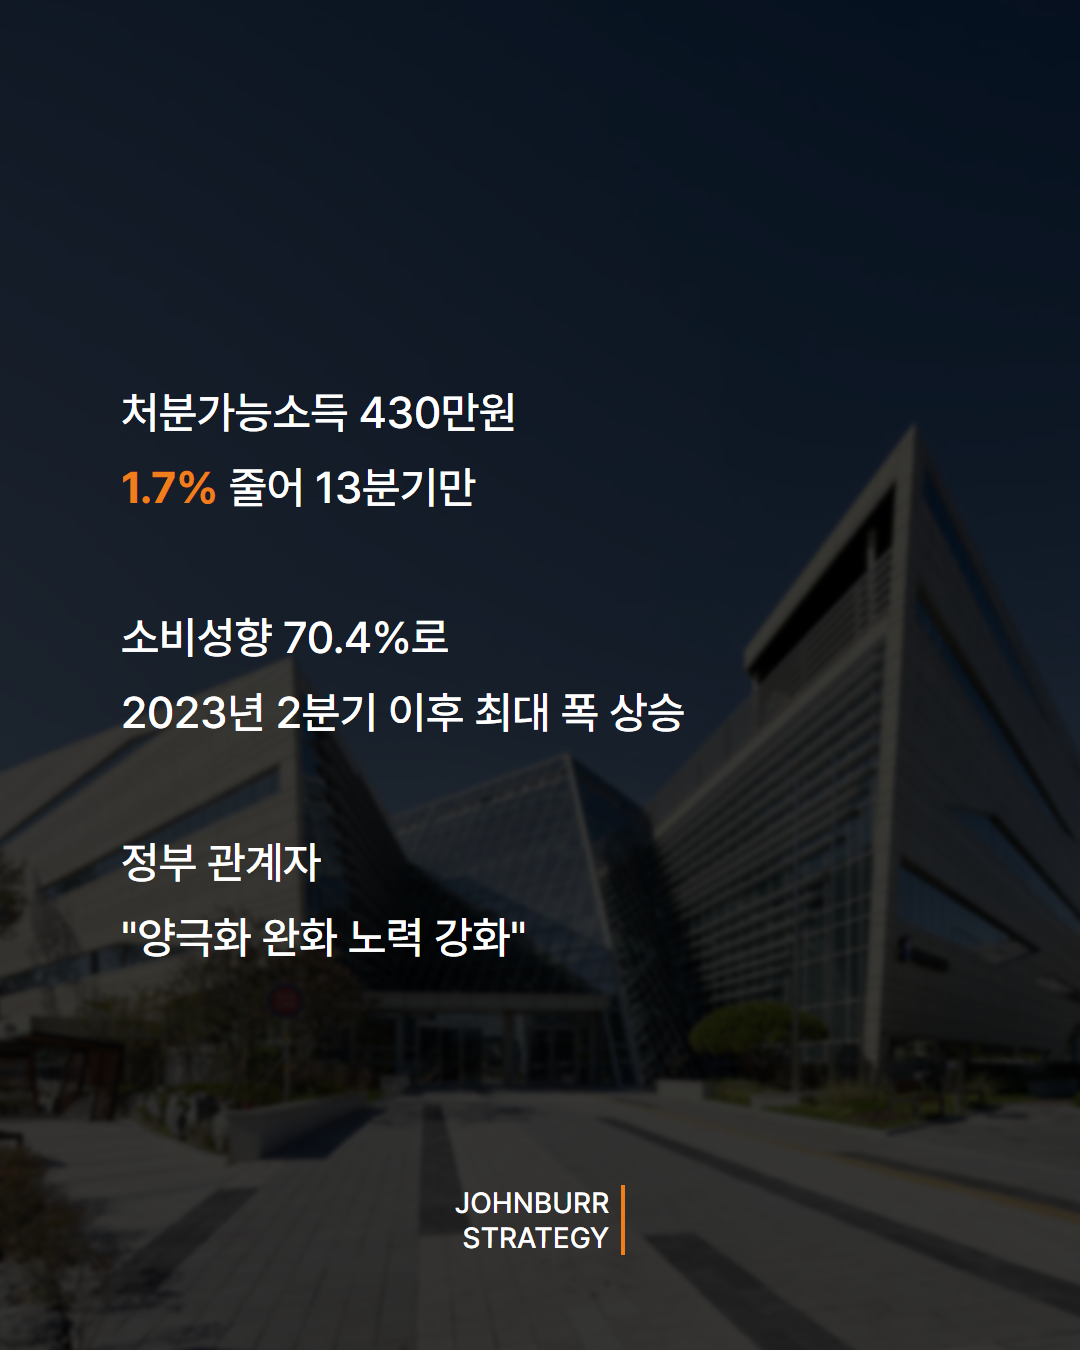 처분가능소득 430만원
1.7% 줄어 13분기만
소비성향 70.4%로
2023년 2분기 이후 최대 폭 상승
정부 관계자
"양극화 완화 노력 강화"
JOHNBURR
STRATEGY